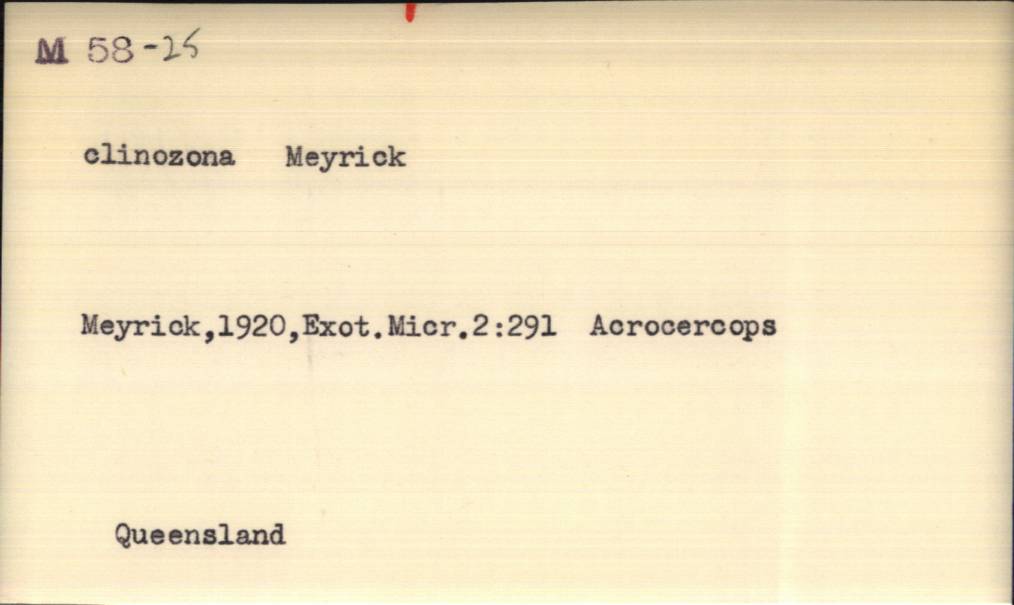 M 58-25
clinozona Meyrick
Meyrick,1920,Exot.Micr.2:291 Acrocercops
Queensland